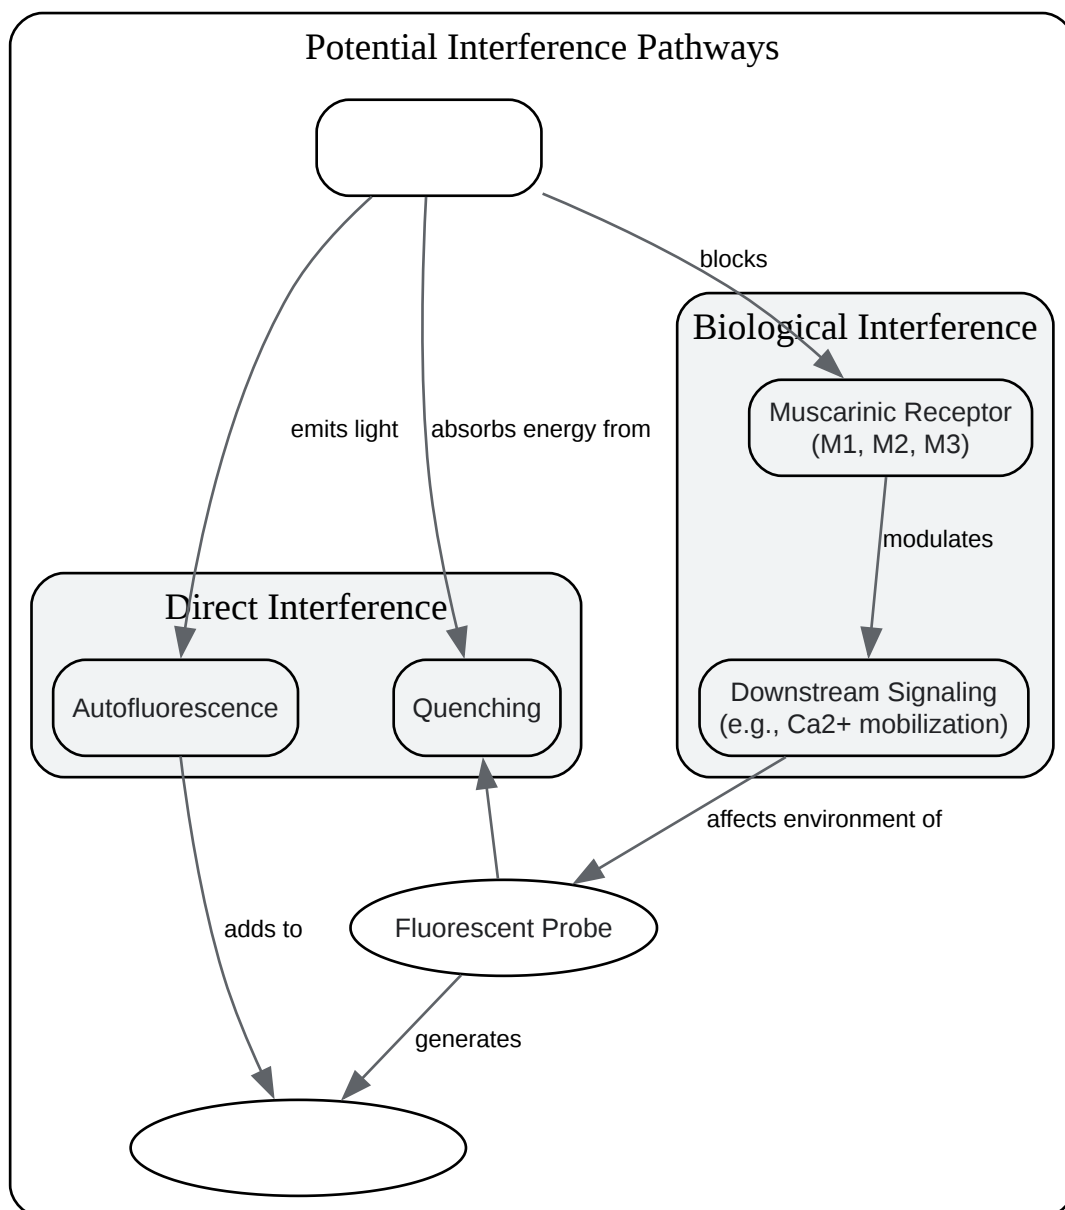 Potential Interference Pathways
blocks
Biological Interference
Muscarinic Receptor
(M1, M2, M3)
emits light
absorbs energy from
modulates
Direct Interference
Autofluorescence
Quenching
Downstream Signaling
(e.g., Ca2+ mobilization)
affects environment of
Fluorescent Probe
adds to
generates